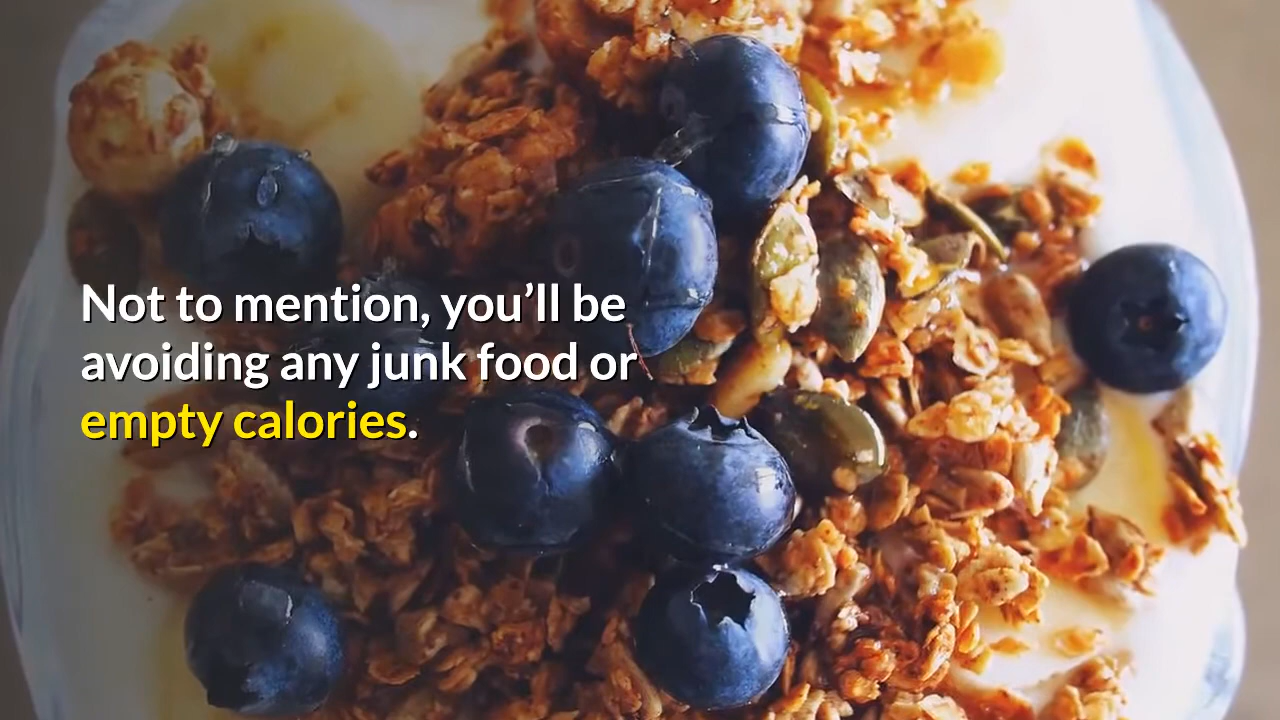 Not to mention, you’ll be
avoiding any junk food or
empty calories.